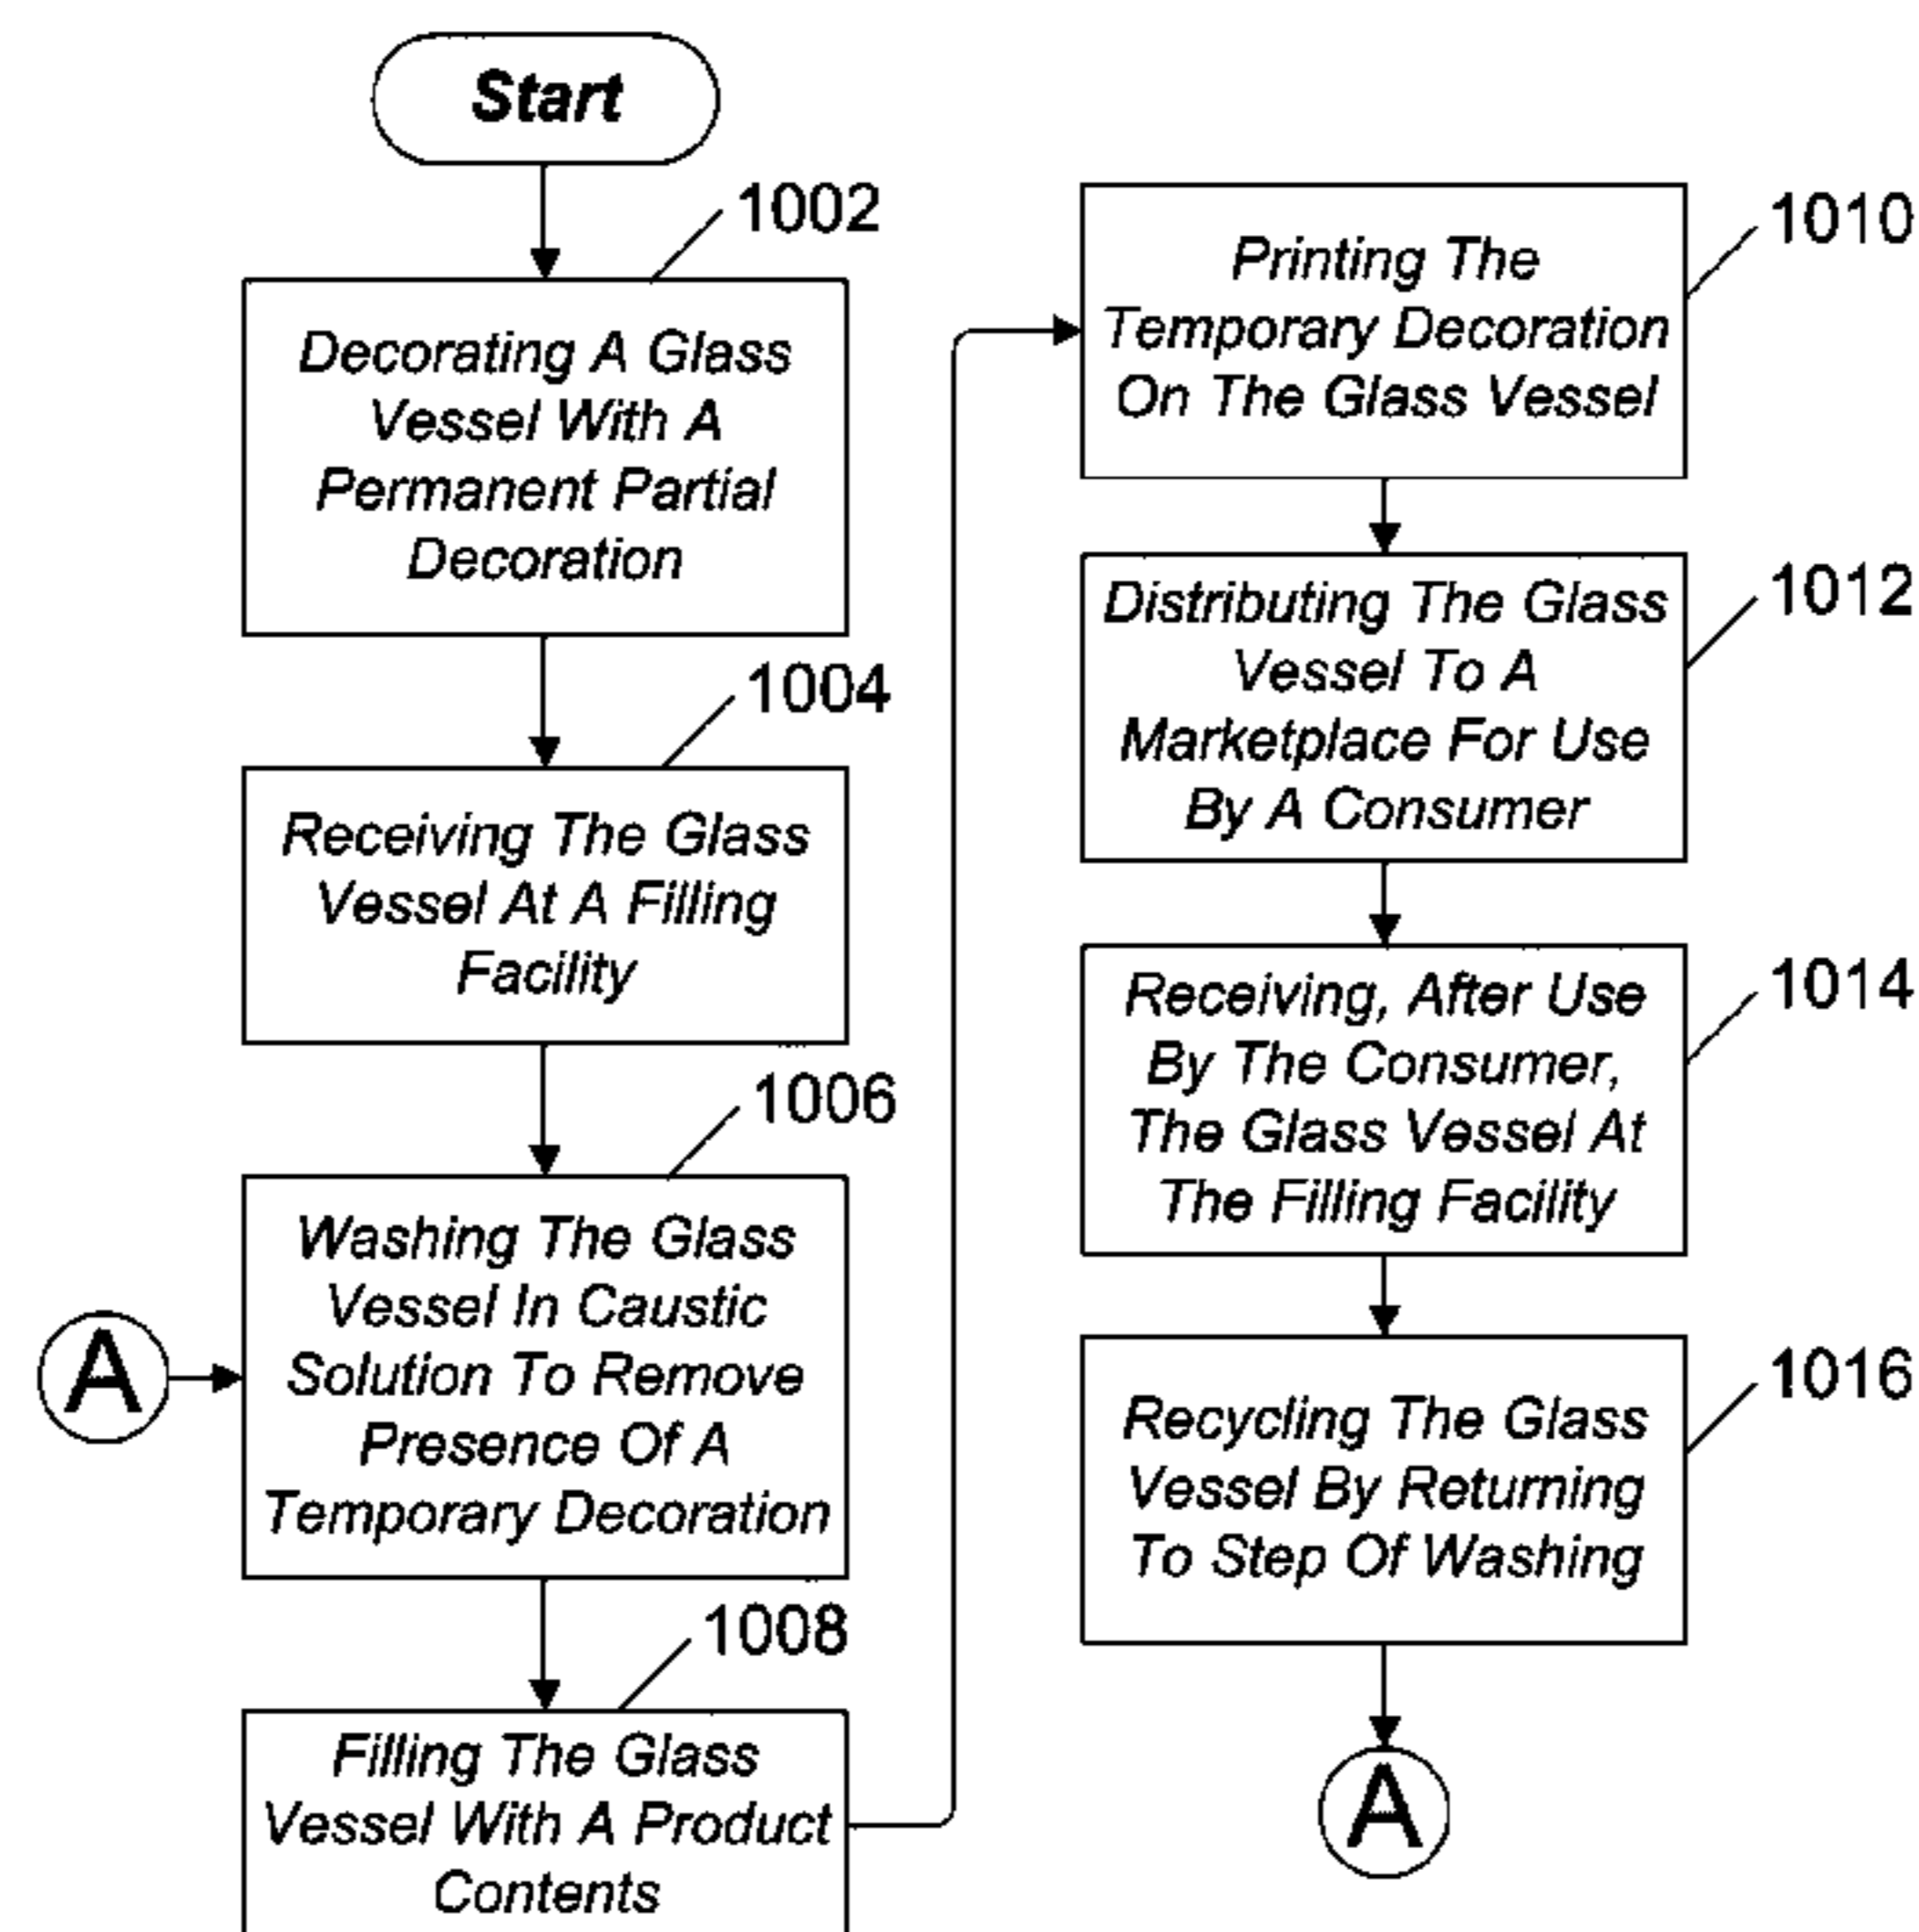 Start
1002
Decorating A Glass
Vessel With A
Permanent Partial
Decoration
1004
Receiving The Glass
Vessel At A Filling
Facility
1006
Washing The Glass
Vessel In Caustic
Solution To Remove
Presence Of A
Temporary Decoration
A
1008
Filling The Glass
Vessel With A Product
Contents
1010
Printing The
Temporary Decoration
On The Glass Vessel
1012
Distributing The Glass
Vessel To A
Marketplace For Use
By A Consumer
1014
Receiving, After Use
By The Consumer,
The Glass Vessel At
The Filling Facility
1016
Recycling The Glass
Vessel By Returning
To Step Of Washing
A